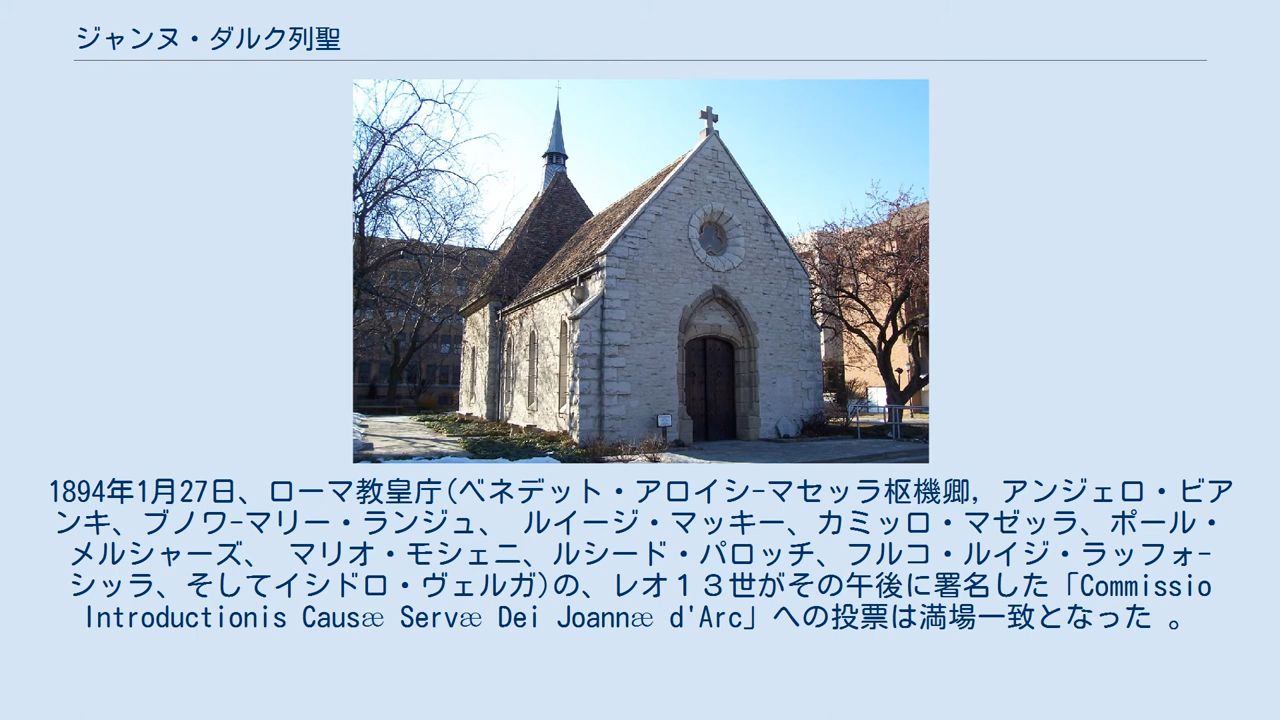 ジャンヌ・ダルク列聖
1894年1月27日、ローマ教皇庁(ベネデット・アロイシ-マセッラ枢機卿, アンジェロ・ビア
ンキ、ブノワ-マリー・ランジュ、 ルイージ・マッキー、カミッロ・マゼッラ、ポール・
メルシャーズ、 マリオ・モシェニ、ルシード・パロッチ、フルコ・ルイジ・ラッフォ-
シッラ、そしてイシドロ・ヴェルガ)の、レオ１３世がその午後に署名した「Commissio
Introductionis Causæ Servæ Dei Joannæ d'Arc」への投票は満場一致となった 。